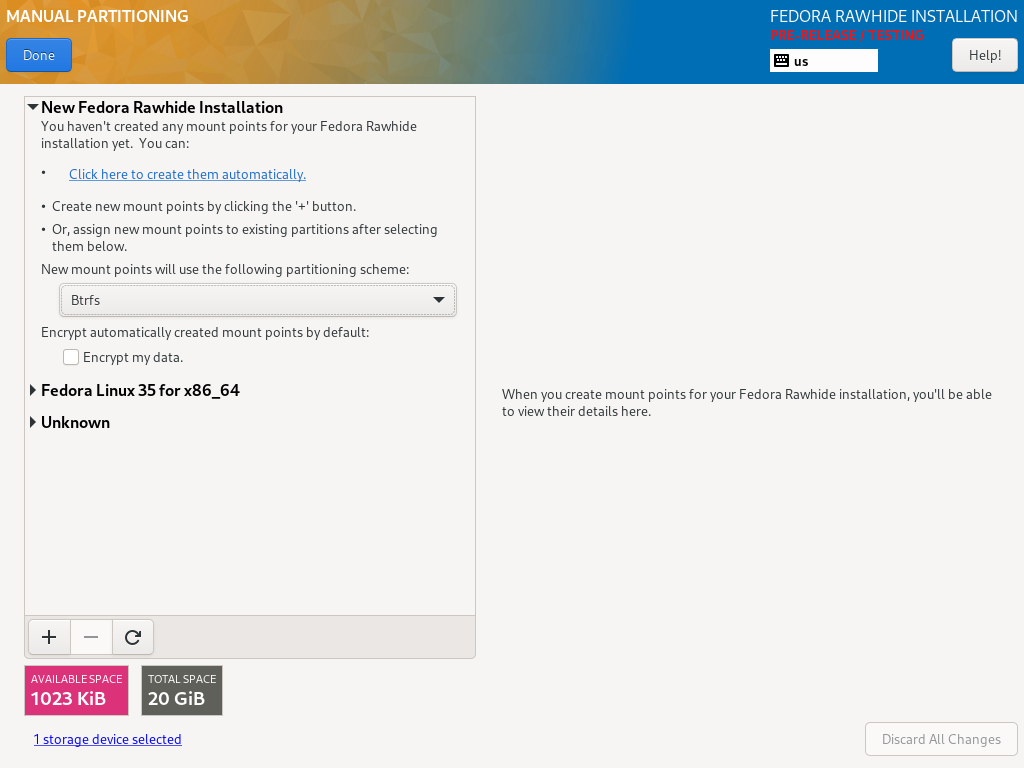 MANUAL PARTITIONING
Done
FEDORA RAWHIDE INSTALLATION
PRE-RELEASE / TESTING
us
Help!
New Fedora Rawhide Installation
You haven't created any mount points for your Fedora Rawhide
installation yet.  You can:
• Click here to create them automatically.
• Create new mount points by clicking the '+' button.
• Or, assign new mount points to existing partitions after selecting
them below.
New mount points will use the following partitioning scheme:
Btrfs
Encrypt automatically created mount points by default:
Encrypt my data.
Fedora Linux 35 for x86_64
Unknown
When you create mount points for your Fedora Rawhide installation, you'll be able
to view their details here.
AVAILABLE SPACE
1023 KiB
TOTAL SPACE
20 GiB
1 storage device selected
Discard All Changes